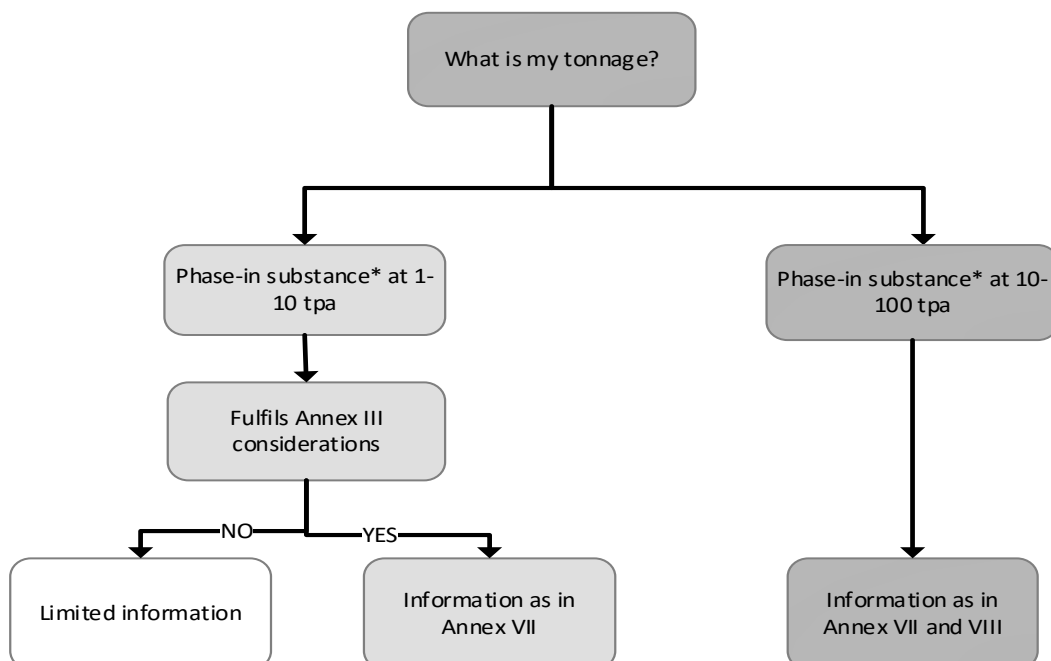 What is my tonnage?
Phase-in substance* at 1-
10 tpa
Phase-in substance* at 10-
100 tpa
Fulfils Annex III
considerations
NO
YES
Limited information
Information as in
Annex VII
Information as in
Annex VII and VIII